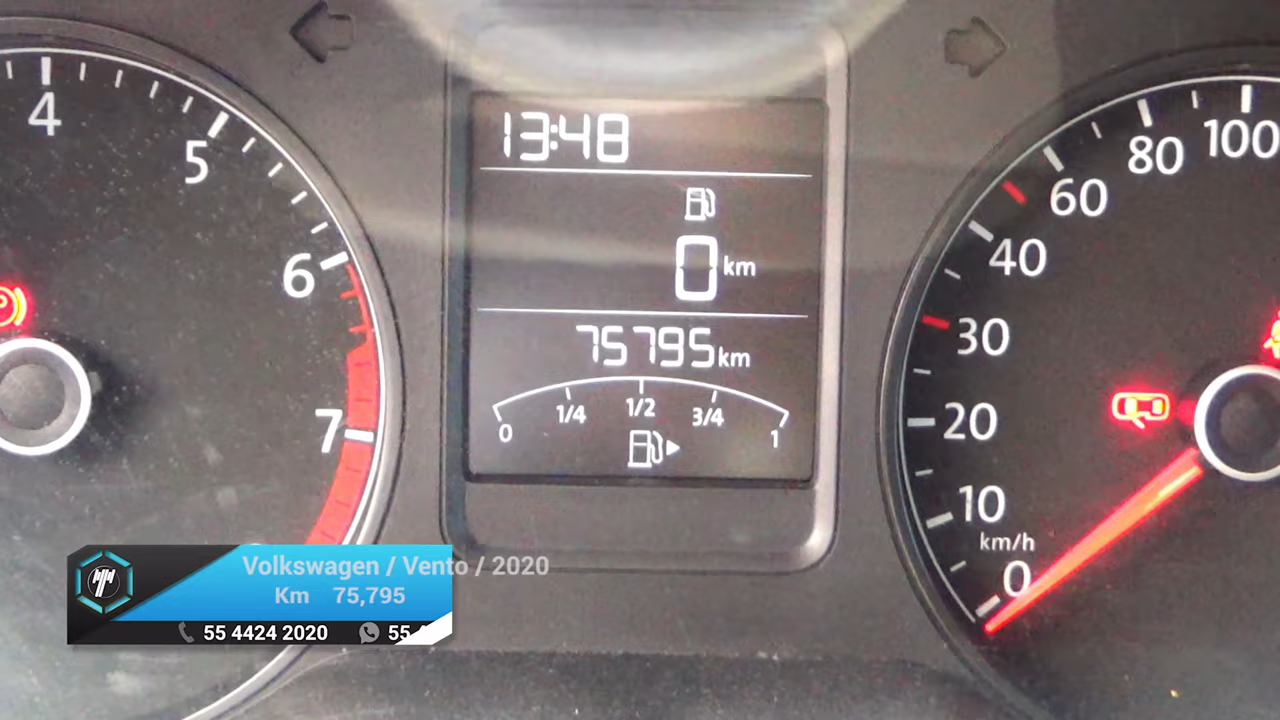 4
5
6
7
13:48
0 km
75795 km
0 1/4 1/2 3/4 1
100
80
60
40
30
20
10
km/h
0
Volkswagen / Vento / 2020
Km 75,795
55 4424 2020 55